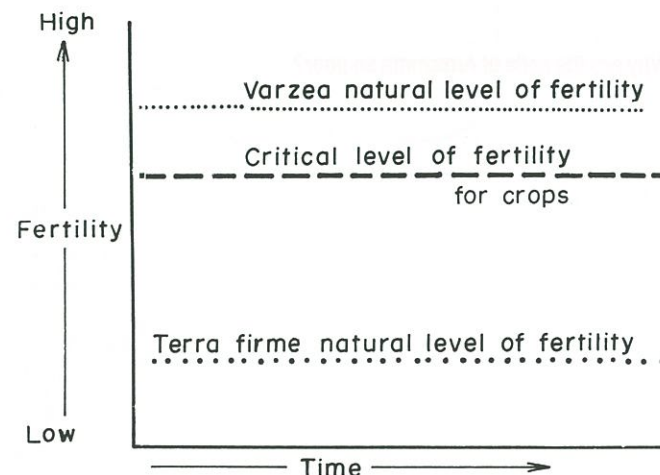 High
Varzea natural level of fertility
Critical level of fertility
for crops
Fertility
Terra firme natural level of fertility
Low
Time